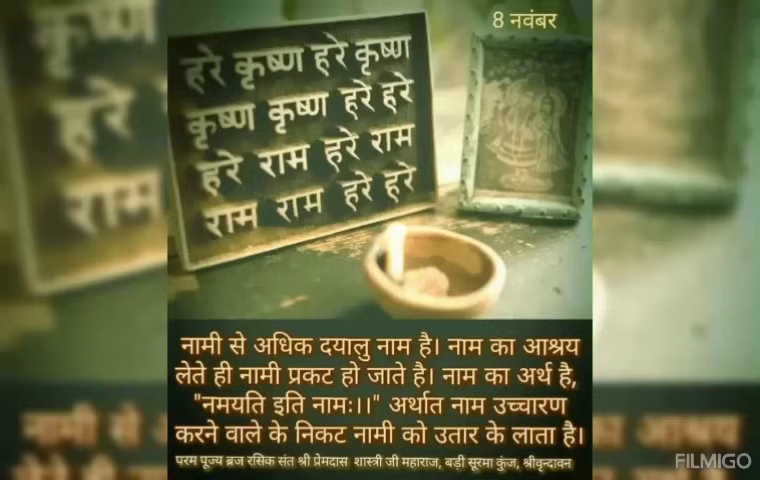 8 नवंबर
हरे कृष्ण हरे कृष्ण
कृष्ण कृष्ण हरे हरे
हरे राम हरे राम
राम राम हरे हरे
नामी से अधिक दयालु नाम है। नाम का आश्रय
लेते ही नामी प्रकट हो जाते है। नाम का अर्थ है,
"नमयति इति नामः।।" अर्थात नाम उच्चारण
करने वाले के निकट नामी को उतार के लाता है।
परम पूज्य ब्रज रसिक संत श्री प्रेमदास शास्त्री जी महाराज, बड़ी सूरमा कुंज, श्रीवृन्दावन
FILMIGO